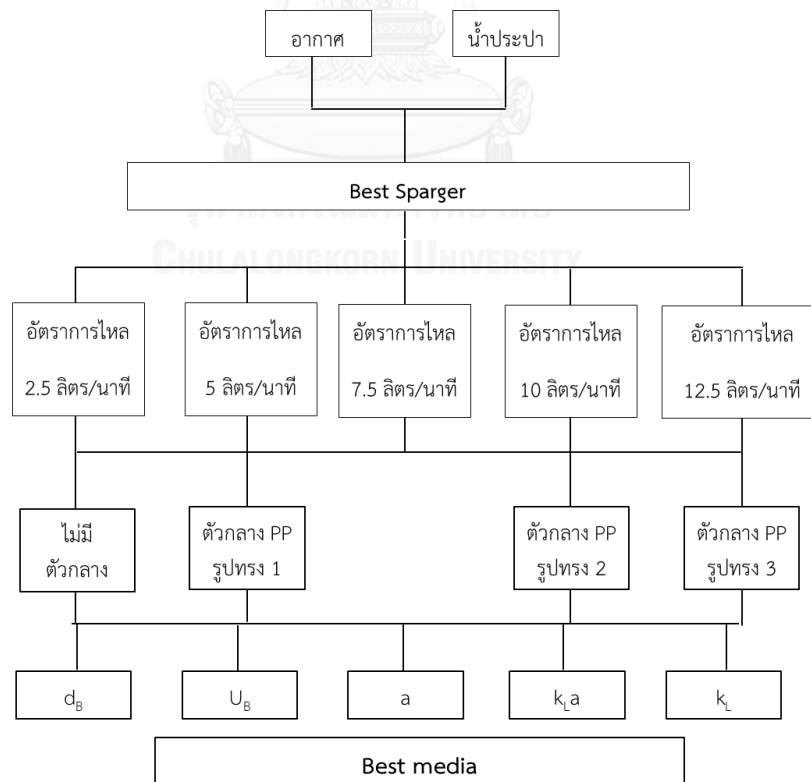 อากาศ
น้ำประปา
Best Sparger
CHULALONGKORN UNIVERSITY
อัตราการไหล
2.5 ลิตร/นาที
อัตราการไหล
5 ลิตร/นาที
อัตราการไหล
7.5 ลิตร/นาที
อัตราการไหล
10 ลิตร/นาที
อัตราการไหล
12.5 ลิตร/นาที
ไม่มี
ตัวกลาง
ตัวกลาง PP
รูปทรง 1
ตัวกลาง PP
รูปทรง 2
ตัวกลาง PP
รูปทรง 3
d_B
U_B
a
k_La
k_L
Best media